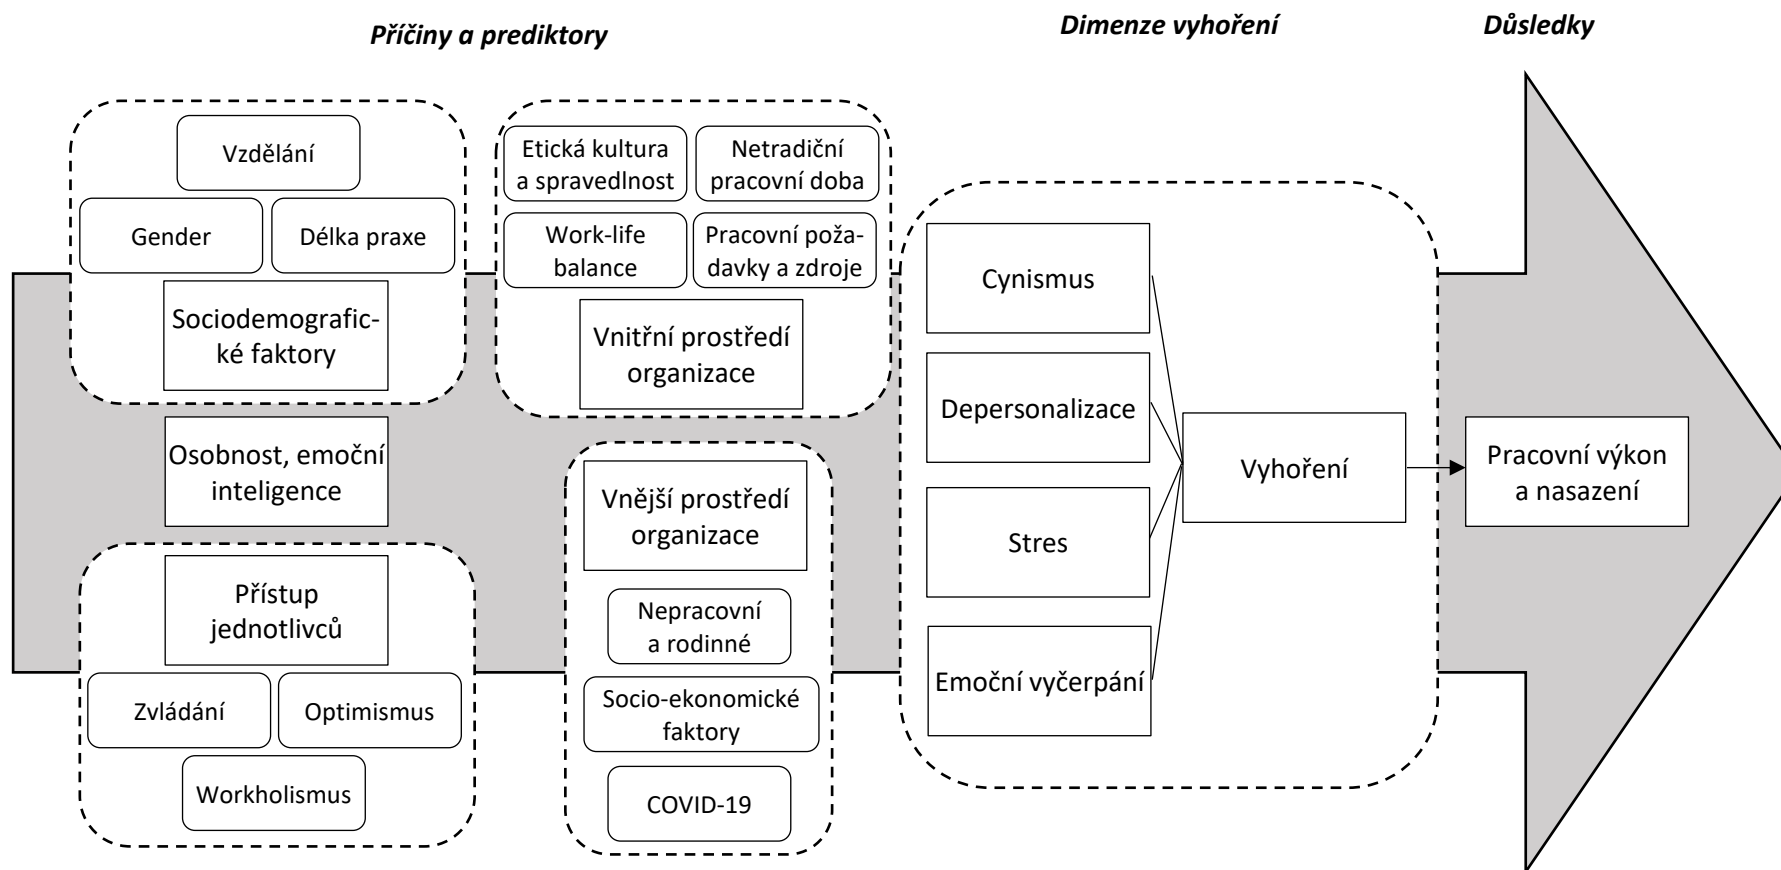 Příčiny a prediktory
Dimenze vyhoření
Důsledky
Vzdělání
Gender
Délka praxe
Sociodemografic-
ké faktory
Osobnost, emoční
inteligence
Přístup
jednotlivců
Zvládání
Optimismus
Workholismus
Etická kultura
a spravedlnost
Netradiční
pracovní doba
Work-life
balance
Pracovní poža-
davky a zdroje
Vnitřní prostředí
organizace
Vnější prostředí
organizace
Nepracovní
a rodinné
Socio-ekonomické
faktory
COVID-19
Cynismus
Depersonalizace
Stres
Emoční vyčerpání
Vyhoření
Pracovní výkon
a nasazení